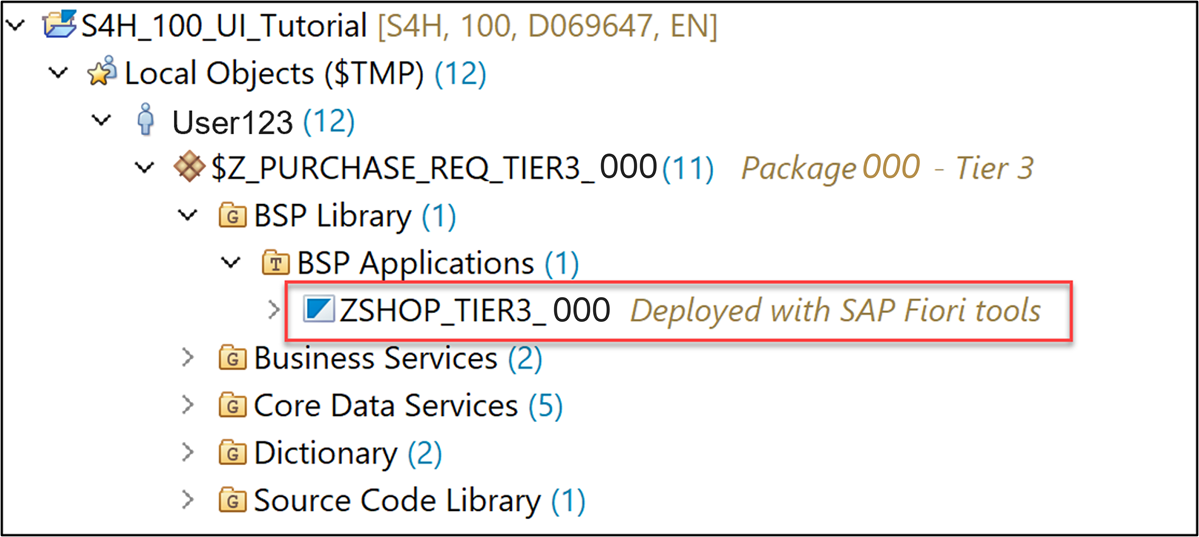 S4H_100_UI_Tutorial [S4H, 100, D069647, EN]
Local Objects ($TMP) (12)
User123 (12)
$Z_PURCHASE_REQ_TIER3_000 (11) Package 000 - Tier 3
G BSP Library (1)
T BSP Applications (1)
ZSHOP_TIER3_000 Deployed with SAP Fiori tools
G Business Services (2)
G Core Data Services (5)
G Dictionary (2)
G Source Code Library (1)